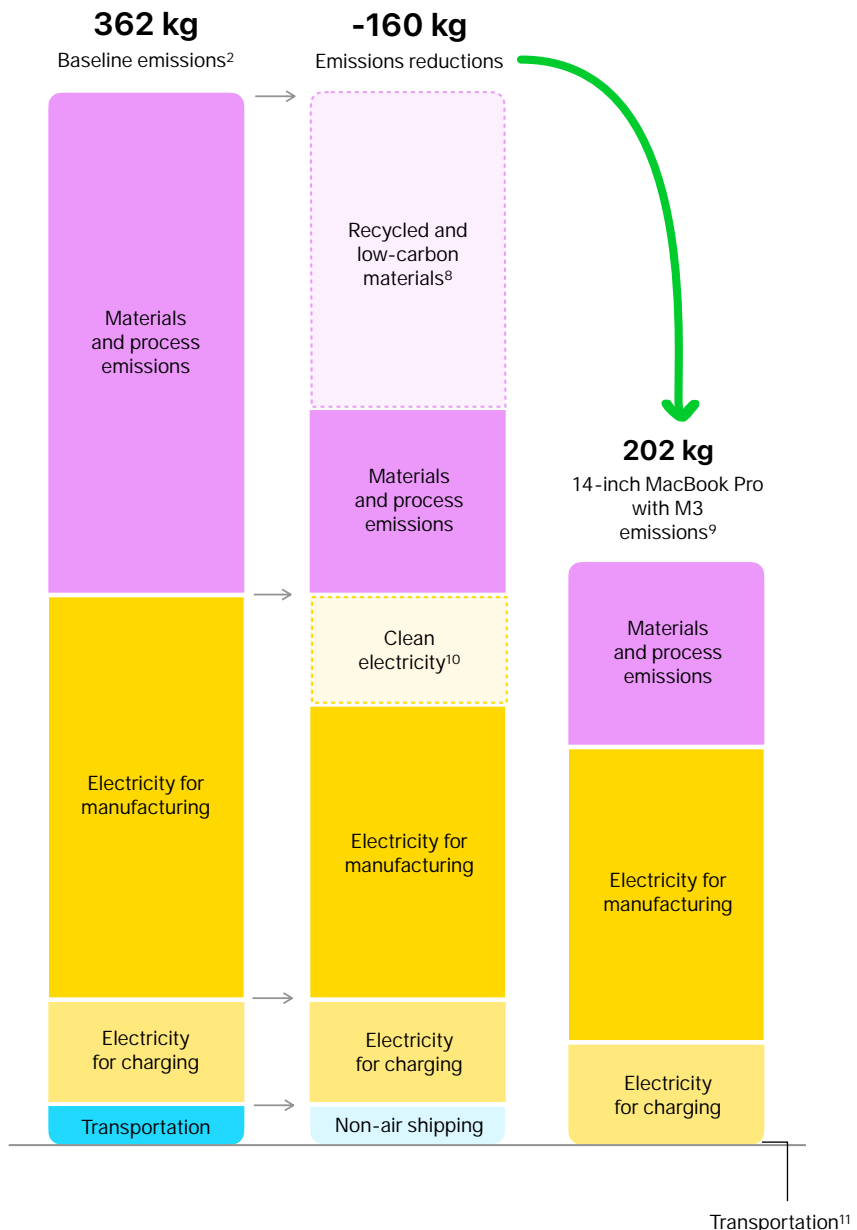 362 kg
Baseline emissions²
Materials
and process
emissions
Electricity for
manufacturing
Electricity
for charging
Transportation
-160 kg
Emissions reductions
Recycled and
low-carbon
materials⁸
Materials
and process
emissions
Clean
electricity¹⁰
Electricity for
manufacturing
Electricity
for charging
Non-air shipping
202 kg
14-inch MacBook Pro
with M3
emissions⁹
Materials
and process
emissions
Electricity for
manufacturing
Electricity
for charging
Transportation¹¹